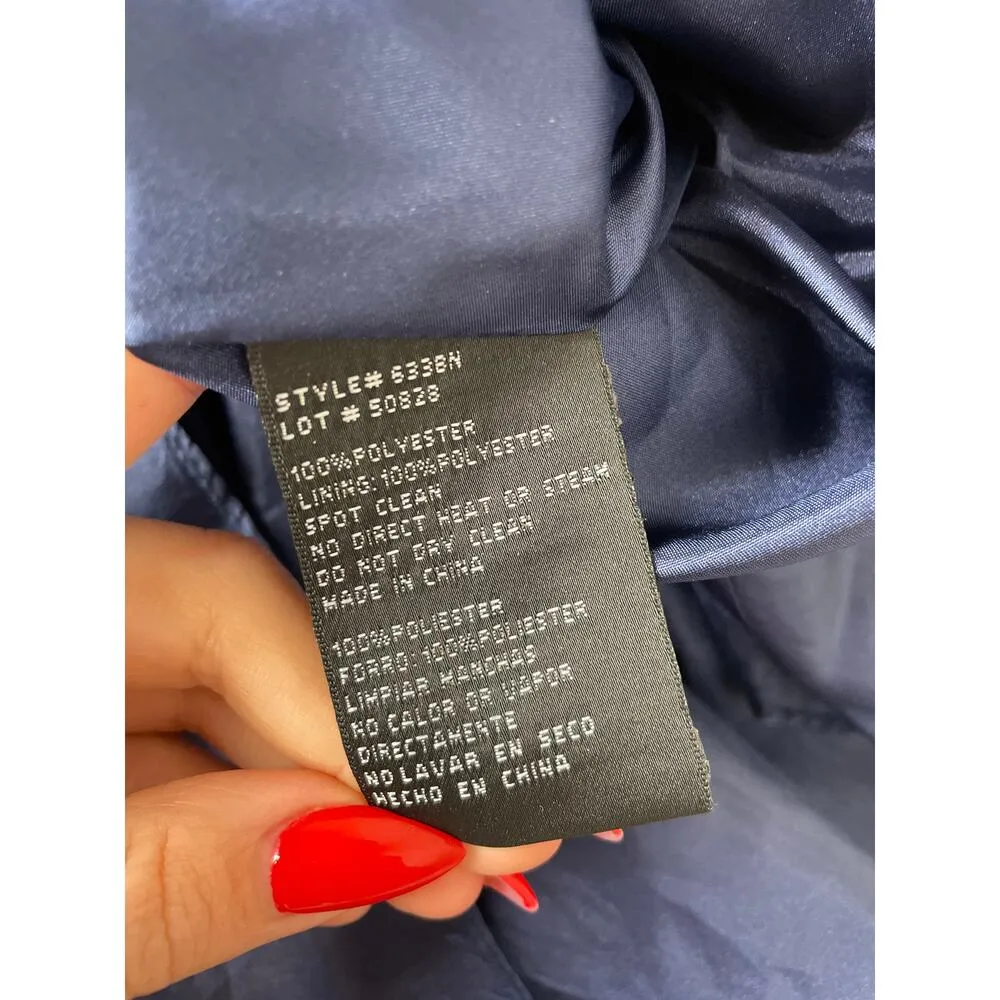 STYLE# 6338N
LOT # 50828
100%POLYESTER
LINING:100%POLYESTER
SPOT CLEAN
NO DIRECT HEAT OR STEAM
DO NOT DRY CLEAN
MADE IN CHINA
100%POLIESTER
FORRO:100%POLIESTER
LIMPIAR MANCHAS
NO CALOR OR VAPOR
DIRECTAMENTE
NO LAVAR EN SECO
HECHO EN CHINA